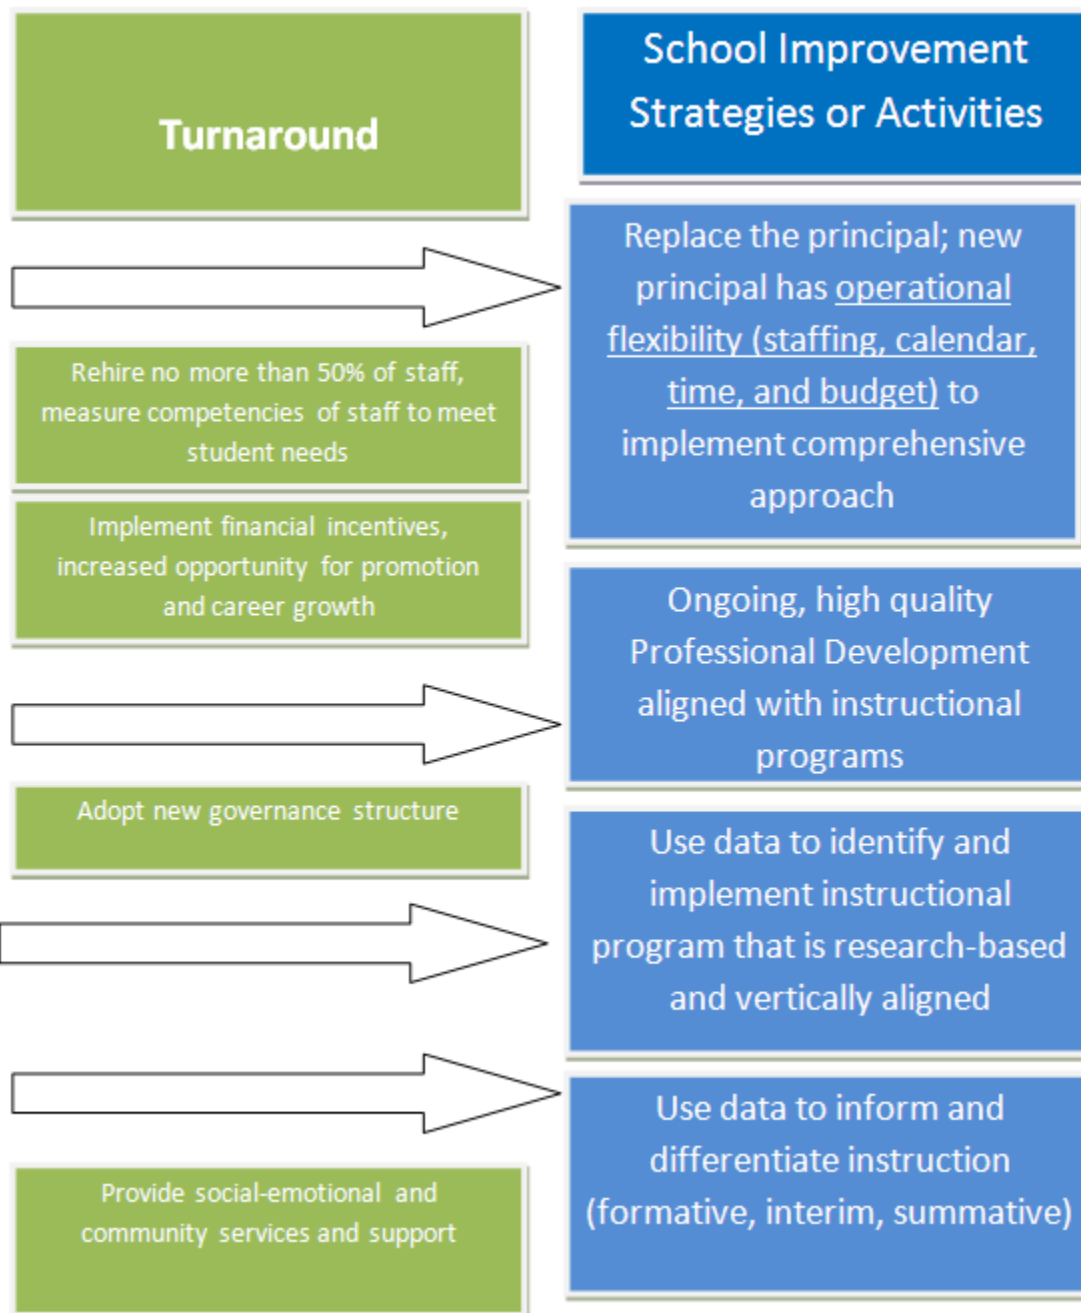 Turnaround
School Improvement
Strategies or Activities
Replace the principal; new
principal has operational
flexibility (staffing, calendar,
time, and budget) to
implement comprehensive
approach
Rehire no more than 50% of staff,
measure competencies of staff to meet
student needs
Implement financial incentives,
increased opportunity for promotion
and career growth
Ongoing, high quality
Professional Development
aligned with instructional
programs
Adopt new governance structure
Use data to identify and
implement instructional
program that is research-based
and vertically aligned
Use data to inform and
differentiate instruction
(formative, interim, summative)
Provide social-emotional and
community services and support